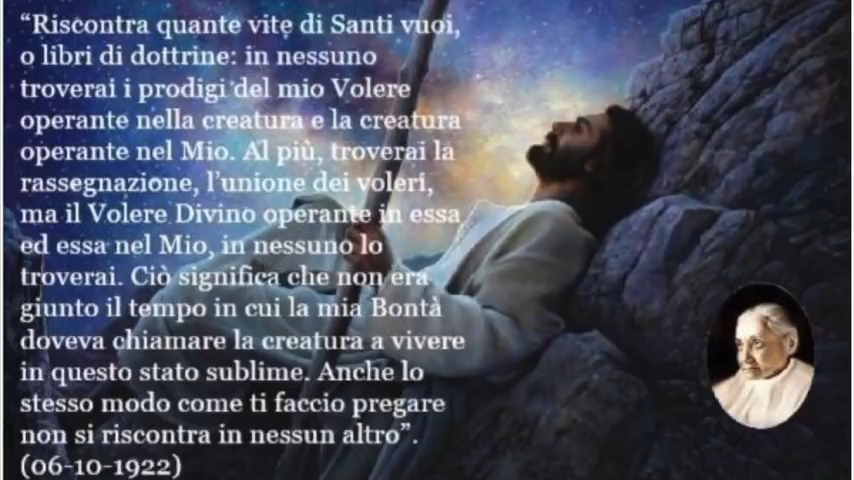 “Riscontra quante vite di Santi vuoi,
o libri di dottrine: in nessuno
troverai i prodigi del mio Volere
operante nella creatura e la creatura
operante nel Mio. Al più, troverai la
rassegnazione, l’unione dei voleri,
ma il Volere Divino operante in essa
ed essa nel Mio, in nessuno lo
troverai. Ciò significa che non era
giunto il tempo in cui la mia Bontà
doveva chiamare la creatura a vivere
in questo stato sublime. Anche lo
stesso modo come ti faccio pregare
non si riscontra in nessun altro”.
(06-10-1922)